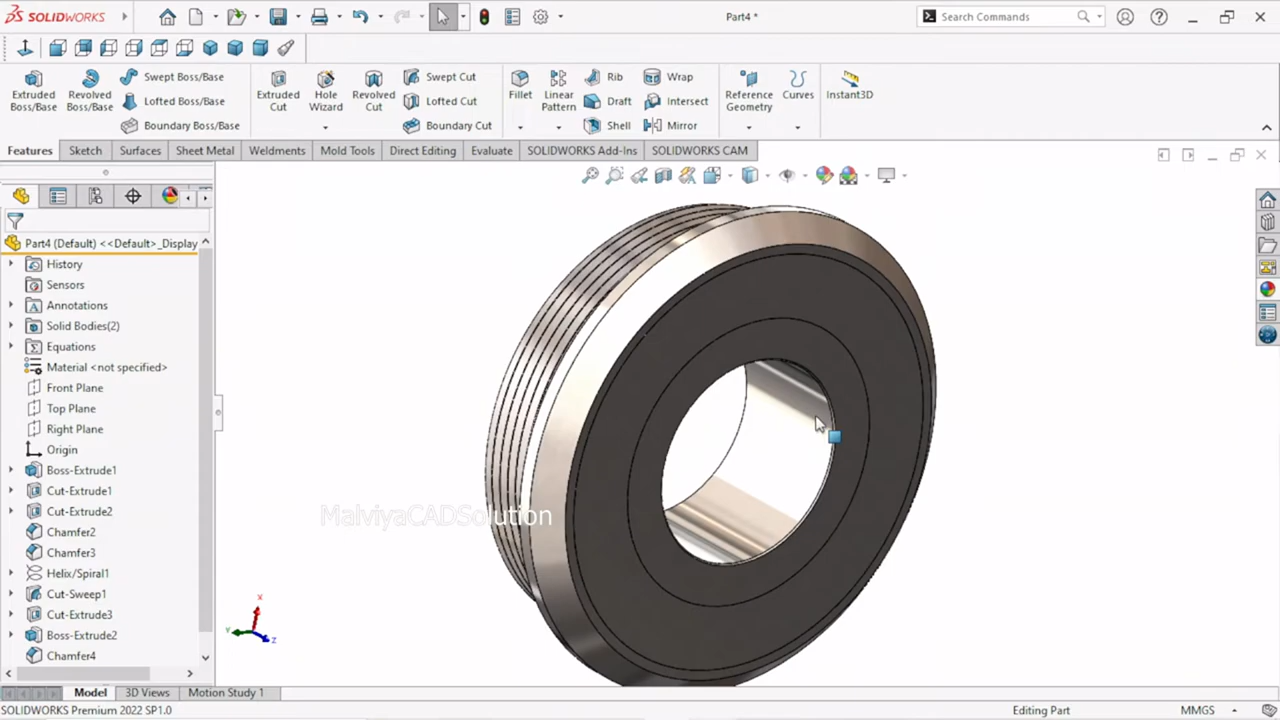 SOLIDWORKS
Part4 *
Search Commands
Extruded Boss/Base
Revolved Boss/Base
Swept Boss/Base
Lofted Boss/Base
Boundary Boss/Base
Extruded Cut
Hole Wizard
Revolved Cut
Swept Cut
Lofted Cut
Boundary Cut
Fillet
Linear Pattern
Rib
Draft
Shell
Wrap
Intersect
Mirror
Reference Geometry
Curves
Instant3D
Features
Sketch
Surfaces
Sheet Metal
Weldments
Mold Tools
Direct Editing
Evaluate
SOLIDWORKS Add-Ins
SOLIDWORKS CAM
Part4 (Default) <<Default>_Display
History
Sensors
Annotations
Solid Bodies(2)
Equations
Material <not specified>
Front Plane
Top Plane
Right Plane
Origin
Boss-Extrude1
Cut-Extrude1
Cut-Extrude2
Chamfer2
Chamfer3
Helix/Spiral1
Cut-Sweep1
Cut-Extrude3
Boss-Extrude2
Chamfer4
MalviyaCADSolution
X
Y
Z
Model
3D Views
Motion Study 1
SOLIDWORKS Premium 2022 SP1.0
Editing Part
MMGS